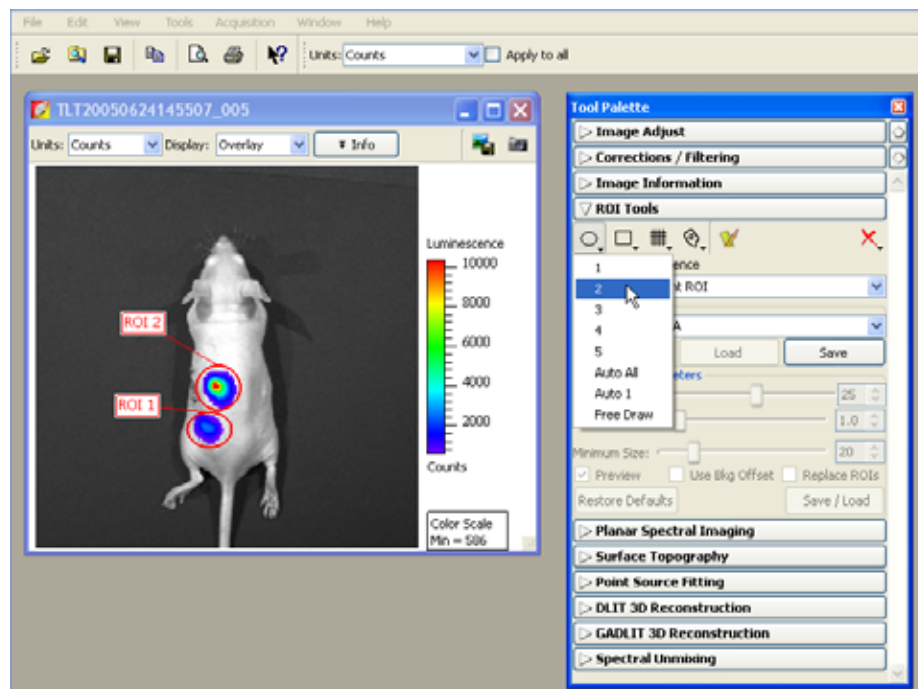 File Edit View Tools Acquisition Window Help
Units: Counts Apply to all
TLT20050624145507_005
Units: Counts Display: Overlay Info
Luminescence
10000
8000
6000
4000
2000
Counts
ROI 2
ROI 1
Color Scale
Min = 586
Tool Palette
Image Adjust
Corrections / Filtering
Image Information
ROI Tools
1
2
3
4
5
Auto All
Auto 1
Free Draw
ence
nt ROI
A
Load Save
eters
25
1.0
Minimum Size: 20
Preview Use Bkg Offset Replace ROIs
Restore Defaults Save / Load
Planar Spectral Imaging
Surface Topography
Point Source Fitting
DLIT 3D Reconstruction
GADLIT 3D Reconstruction
Spectral Unmixing